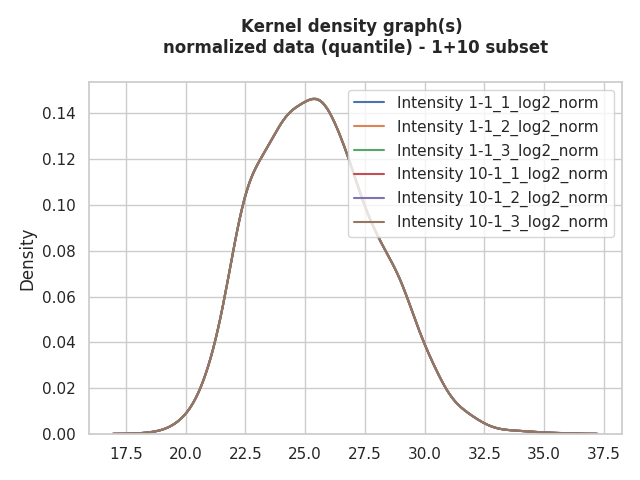 Kernel density graph(s)
normalized data (quantile) - 1+10 subset
Intensity 1-1_1_log2_norm
Intensity 1-1_2_log2_norm
Intensity 1-1_3_log2_norm
Intensity 10-1_1_log2_norm
Intensity 10-1_2_log2_norm
Intensity 10-1_3_log2_norm
Density
0.14
0.12
0.10
0.08
0.06
0.04
0.02
0.00
17.5 20.0 22.5 25.0 27.5 30.0 32.5 35.0 37.5